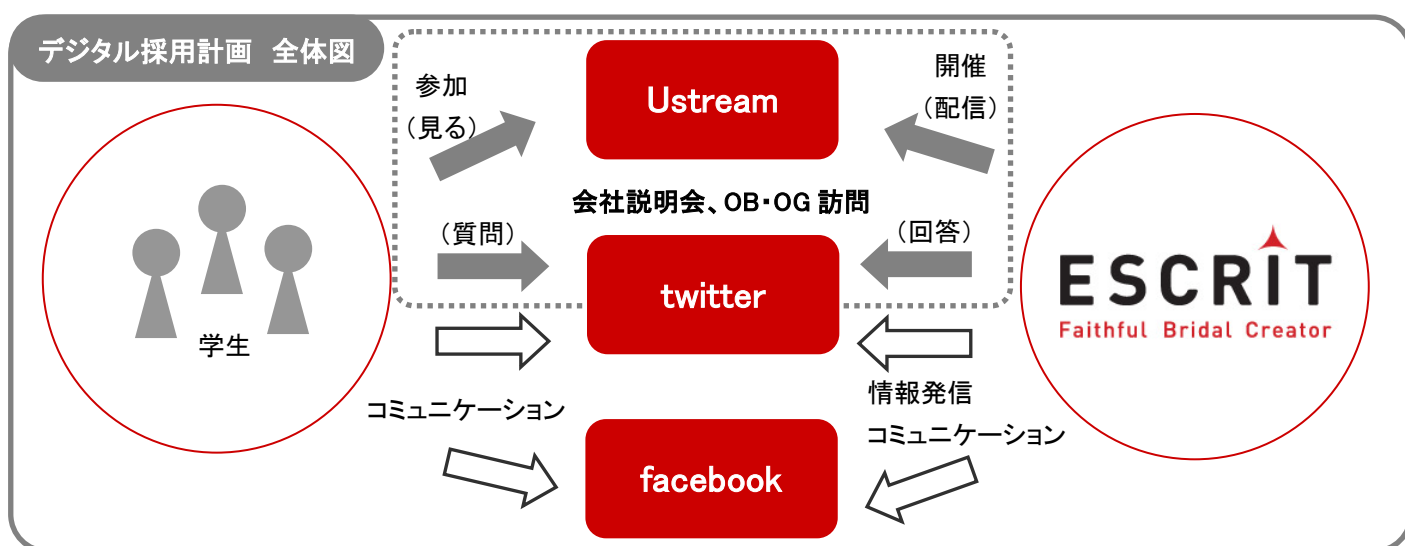 デジタル採用計画 全体図
参加
(見る)
Ustream
開催
(配信)
会社説明会、OB・OG 訪問
(質問)
(回答)
twitter
学生
ESCRIT
Faithful Bridal Creator
コミュニケーション
情報発信
コミュニケーション
facebook